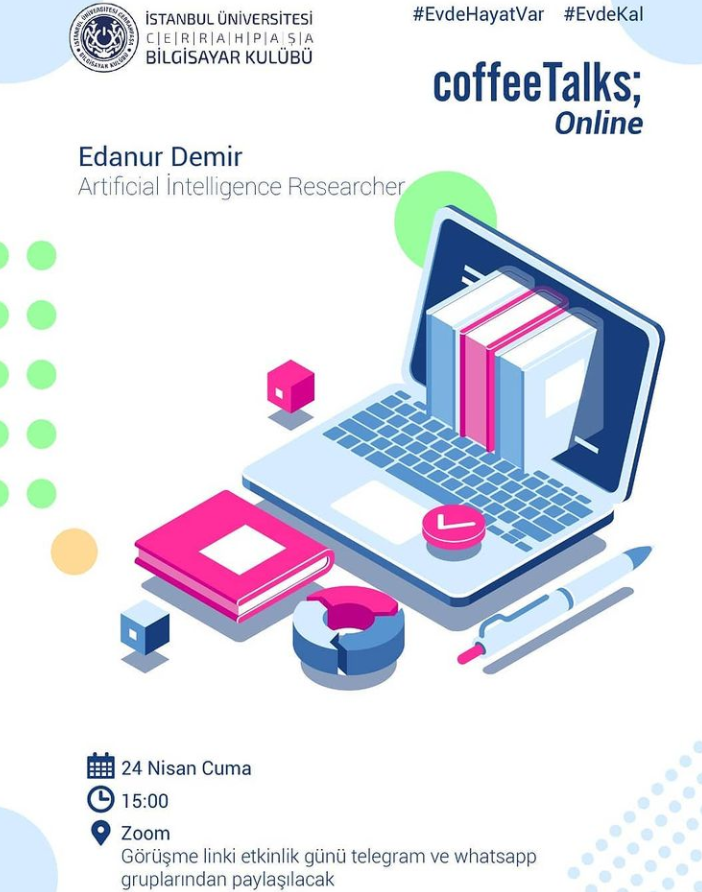 İSTANBUL ÜNİVERSİTESİ
C|E|R|R|A|H|P|A|Ş|A
BİLGİSAYAR KULÜBÜ
#EvdeHayatVar #EvdeKal
coffeeTalks;
Online
Edanur Demir
Artificial İntelligence Researcher
24 Nisan Cuma
15:00
Zoom
Görüşme linki etkinlik günü telegram ve whatsapp
gruplarından paylaşılacak